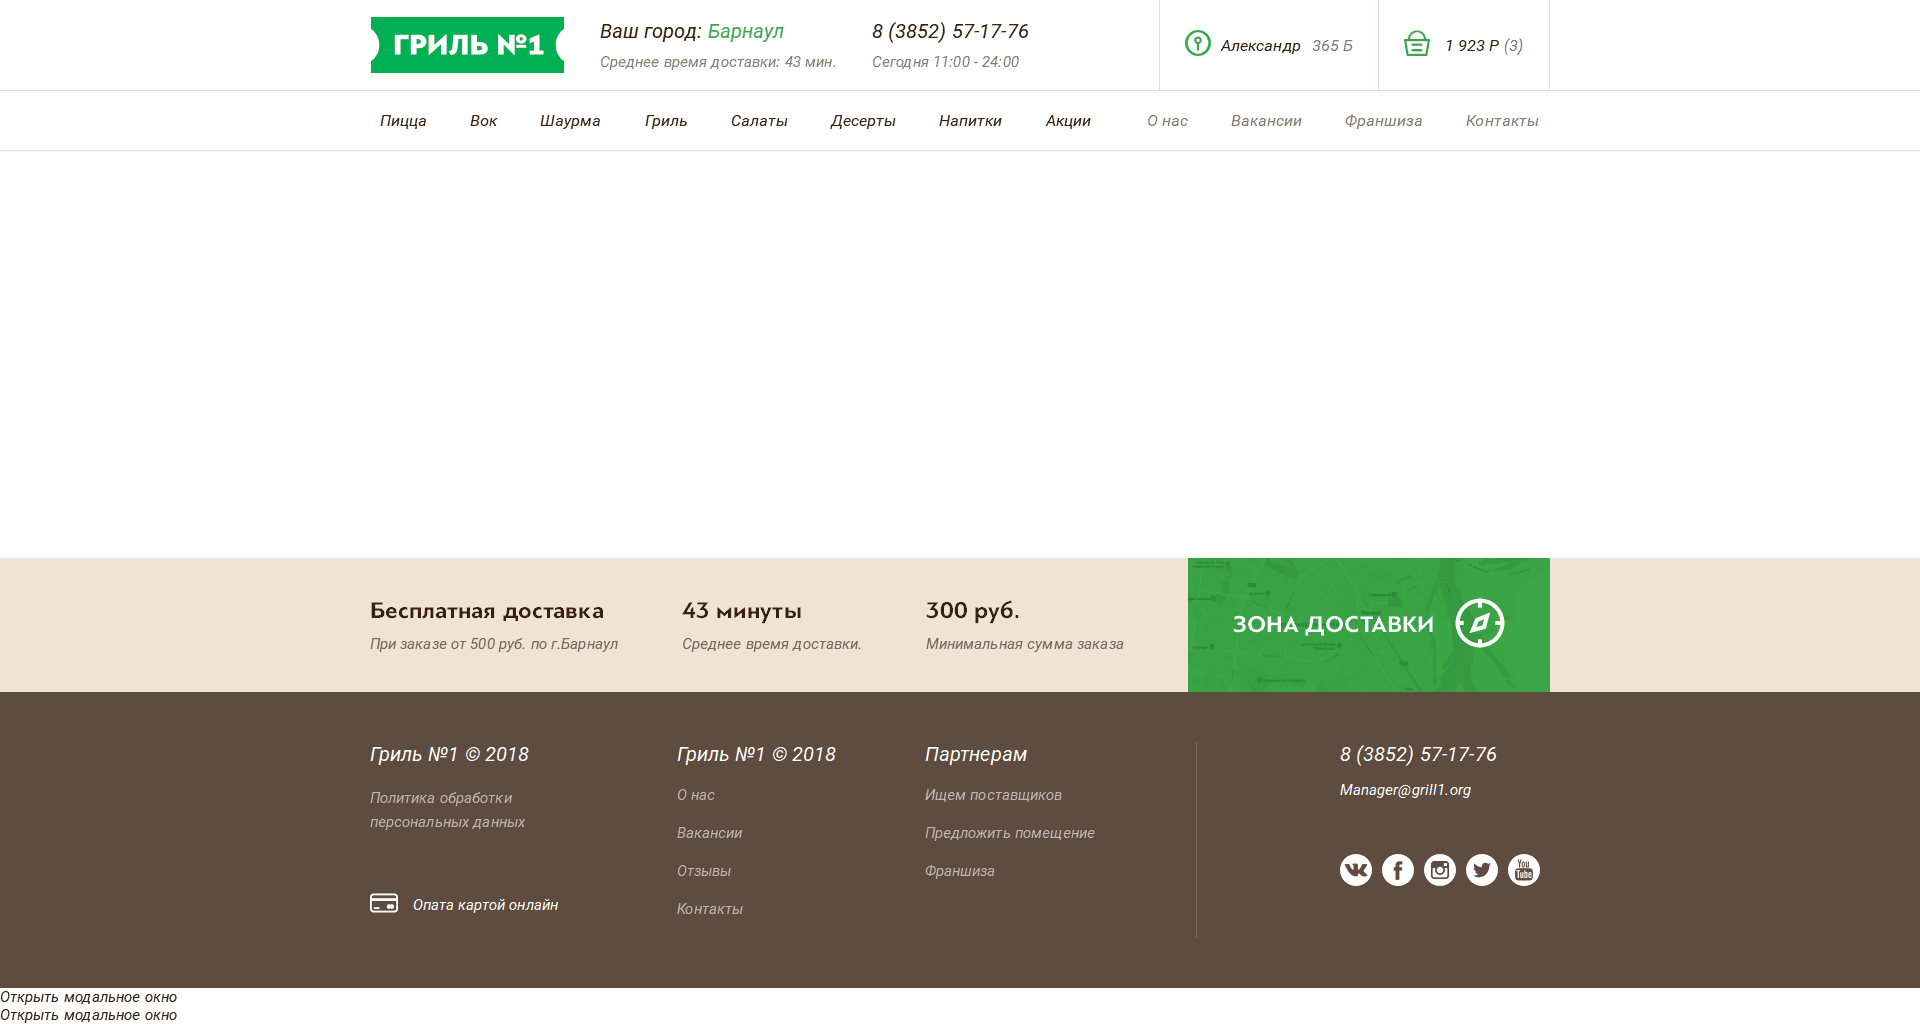 ГРИЛЬ №1
Ваш город: Барнаул
Среднее время доставки: 43 мин.
8 (3852) 57-17-76
Сегодня 11:00 - 24:00
Александр 365 Б
1 923 Р (3)
Пицца Вок Шаурма Гриль Салаты Десерты Напитки Акции О нас Вакансии Франшиза Контакты
Бесплатная доставка
При заказе от 500 руб. по г.Барнаул
43 минуты
Среднее время доставки.
300 руб.
Минимальная сумма заказа
ЗОНА ДОСТАВКИ
Гриль №1 © 2018
Политика обработки
персональных данных
Опата картой онлайн
Гриль №1 © 2018
О нас
Вакансии
Отзывы
Контакты
Партнерам
Ищем поставщиков
Предложить помещение
Франшиза
8 (3852) 57-17-76
Manager@grill1.org
You
Tube
Открыть модальное окно
Открыть модальное окно